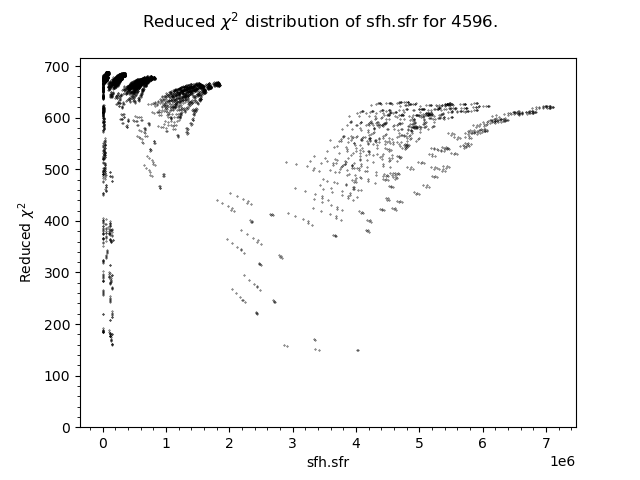 Reduced χ² distribution of sfh.sfr for 4596.
700
600
500
400
300
200
100
0
Reduced χ²
0 1 2 3 4 5 6 7
1e6
sfh.sfr